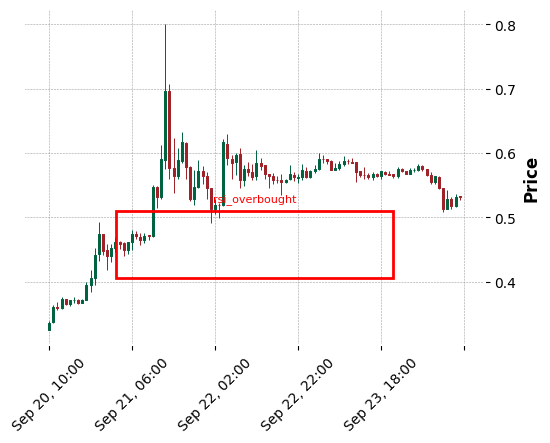 0.8
0.7
0.6
0.5
0.4
Price
rsi_overbought
Sep 20, 10:00
Sep 21, 06:00
Sep 22, 02:00
Sep 22, 22:00
Sep 23, 18:00